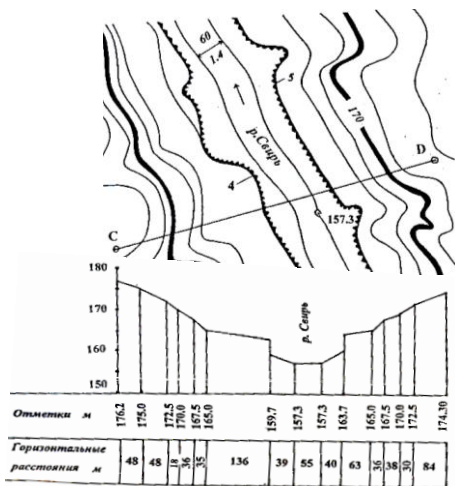 60
1.4
5
р.Свирь
170
D
4
157.3
C
180
170
р. Свирь
160
150
Отметки м 176.2 175.0 172.5 170.0 167.5 165.0 159.7 157.3 157.3 163.7 165.0 167.5 170.0 172.5 174.30
Горизонтальные
расстояния м 48 48 18 36 35 136 39 55 40 63 36 38 30 84